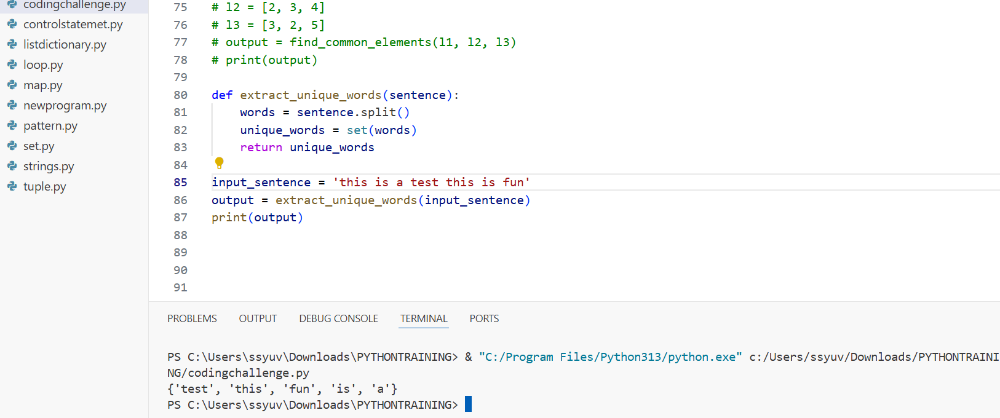 codingchallenge.py
controlstatemet.py
listdictionary.py
loop.py
map.py
newprogram.py
pattern.py
set.py
strings.py
tuple.py
75 # l2 = [2, 3, 4]
76 # l3 = [3, 2, 5]
77 # output = find_common_elements(l1, l2, l3)
78 # print(output)
79
80 def extract_unique_words(sentence):
81     words = sentence.split()
82     unique_words = set(words)
83     return unique_words
84
85 input_sentence = 'this is a test this is fun'
86 output = extract_unique_words(input_sentence)
87 print(output)
88
89
90
91
PROBLEMS OUTPUT DEBUG CONSOLE TERMINAL PORTS
PS C:\Users\ssyuv\Downloads\PYTHONTRAINING> & "C:/Program Files/Python313/python.exe" c:/Users/ssyuv/Downloads/PYTHONTRAINI
NG/codingchallenge.py
{'test', 'this', 'fun', 'is', 'a'}
PS C:\Users\ssyuv\Downloads\PYTHONTRAINING>